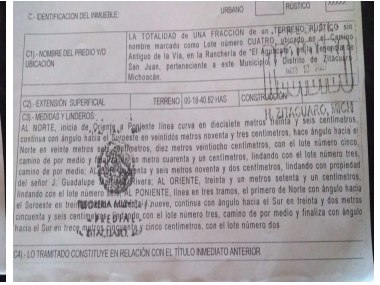 C.- IDENTIFICACION DEL INMUEBLE:
URBANO
RÚSTICO XXXXX
LA TOTALIDAD DE UNA FRACCION de un TERRENO RUSTICO sin
C1) - NOMBRE DEL PREDIO Y/O nombre marcado como Lote número CUATRO, ubicado en el Camino
UBICACIÓN Antiguo de la Vía, en la Ranchería de "El en la Tenencia de
San Juan, perteneciente a este Municipio y Distrito de Zitácuaro
Michoacán.
C2) - EXTENSIÓN SUPERFICIAL TERRENO 00-18-40.82 HAS CONSTRUCCIÓN
C3) - MEDIDAS Y LINDEROS:
H. ZITACUARO, MICH
AL NORTE, inicia de Oriente a Poniente línea curva en diecisiete metros treinta y seis centímetros,
continua con ángulo hacia el Suroeste en veintidós metros noventa y tres centímetros, hace ángulo hacia el
Norte en veinte metros centímetros, diez metros veintiocho centímetros, con el lote número cinco,
camino de por medio y metro cuarenta y un centímetros, lindando con el lote número tres,
camino de por medio; AL metros noventa y dos centímetros, lindando con propiedad
del señor J. Guadalupe Rivera; AL ORIENTE, treinta y un metros setenta y un centímetros,
lindando con el lote número AL PONIENTE, línea en tres tramos, el primero de Norte con ángulo hacia
el Suroeste en y nueve, continua con ángulo hacia el Sur en treinta y dos metros
cincuenta y seis centímetros, lindando con el lote número tres, camino de por medio y finaliza con ángulo
hacia el Sur en trece metros cincuenta y cinco centímetros, con el lote número dos
C4) - LO TRAMITADO CONSTITUYE EN RELACIÓN CON EL TÍTULO INMEDIATO ANTERIOR